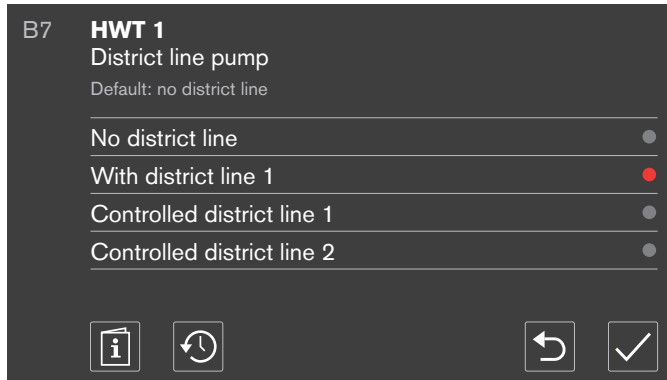 B7 HWT 1
District line pump
Default: no district line
No district line
With district line 1
Controlled district line 1
Controlled district line 2
i